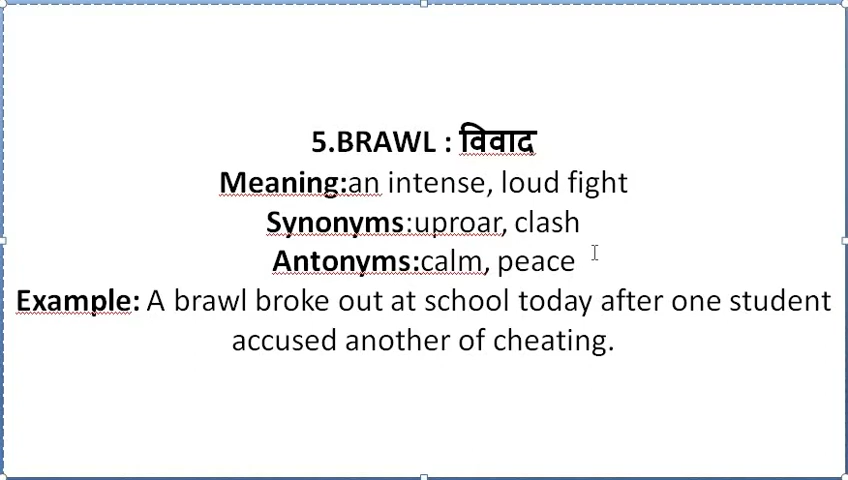 5.BRAWL : विवाद
Meaning:an intense, loud fight
Synonyms:uproar, clash
Antonyms:calm, peace
Example: A brawl broke out at school today after one student
accused another of cheating.